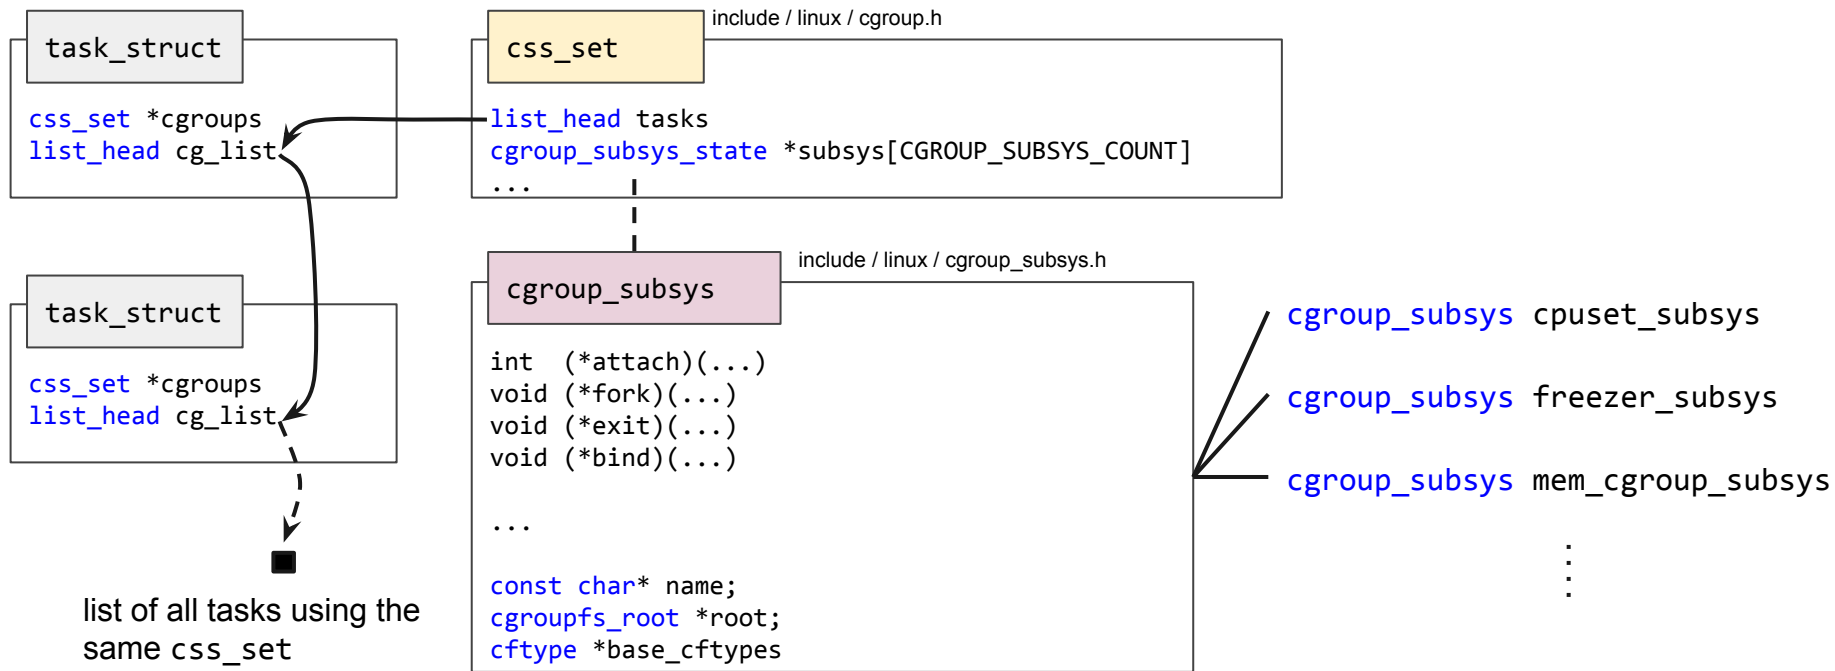 task_struct
css_set *cgroups
list_head cg_list
task_struct
css_set *cgroups
list_head cg_list
list of all tasks using the
same css_set
include / linux / cgroup.h
css_set
list_head tasks
cgroup_subsys_state *subsys[CGROUP_SUBSYS_COUNT]
...
include / linux / cgroup_subsys.h
cgroup_subsys
int  (*attach)(...)
void (*fork)(...)
void (*exit)(...)
void (*bind)(...)
...
const char* name;
cgroupfs_root *root;
cftype *base_cftypes
cgroup_subsys cpuset_subsys
cgroup_subsys freezer_subsys
cgroup_subsys mem_cgroup_subsys